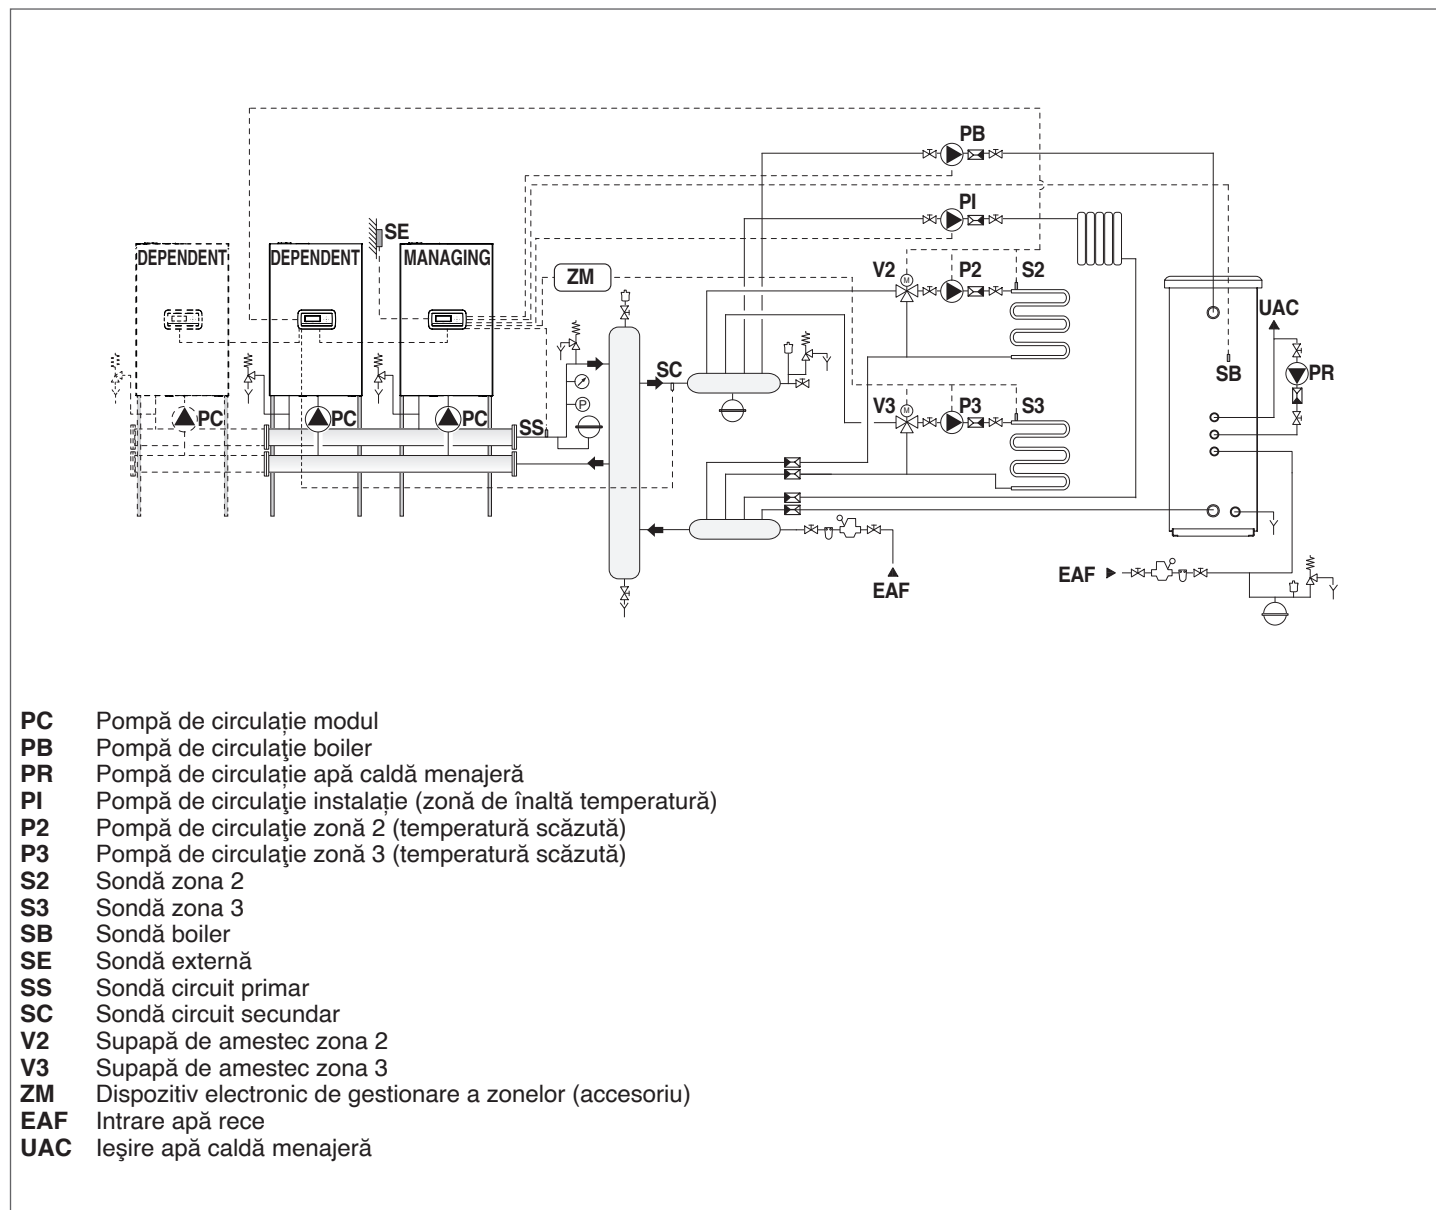 PB
PI
SE
DEPENDENT DEPENDENT MANAGING
ZM
V2 P2 S2
M
UAC
SC
SB PR
V3 P3 S3
M
PC PC PC
SS
P
EAF
EAF
PC Pompă de circulație modul
PB Pompă de circulaţie boiler
PR Pompă de circulație apă caldă menajeră
PI Pompă de circulaţie instalație (zonă de înaltă temperatură)
P2 Pompă de circulaţie zonă 2 (temperatură scăzută)
P3 Pompă de circulaţie zonă 3 (temperatură scăzută)
S2 Sondă zona 2
S3 Sondă zona 3
SB Sondă boiler
SE Sondă externă
SS Sondă circuit primar
SC Sondă circuit secundar
V2 Supapă de amestec zona 2
V3 Supapă de amestec zona 3
ZM Dispozitiv electronic de gestionare a zonelor (accesoriu)
EAF Intrare apă rece
UAC Ieşire apă caldă menajeră